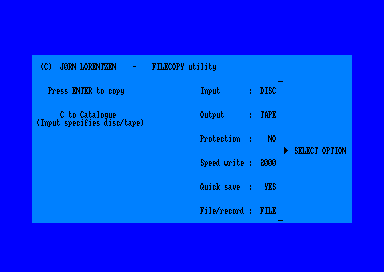 (C) JØRN LORENTZEN - FILECOPY utility
Press ENTER to copy
Input : DISC
C to Catalogue
(Input specifies disc/tape)
Output : TAPE
Protection : NO
SELECT OPTION
Speed write : 2000
Quick save : YES
File/record : FILE